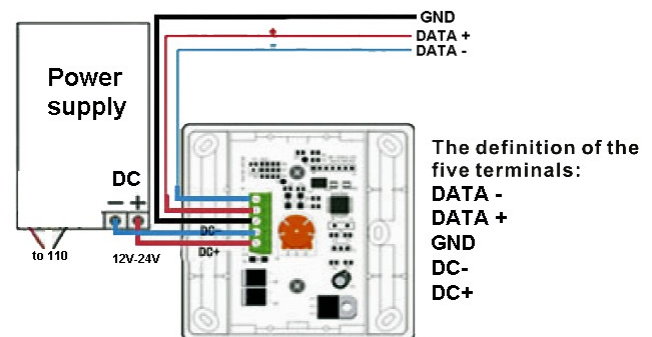 GND
DATA +
DATA -
+
-
Power
supply
DC
- +
to 110
12V-24V
DC-
DC+
The definition of the
five terminals:
DATA -
DATA +
GND
DC-
DC+